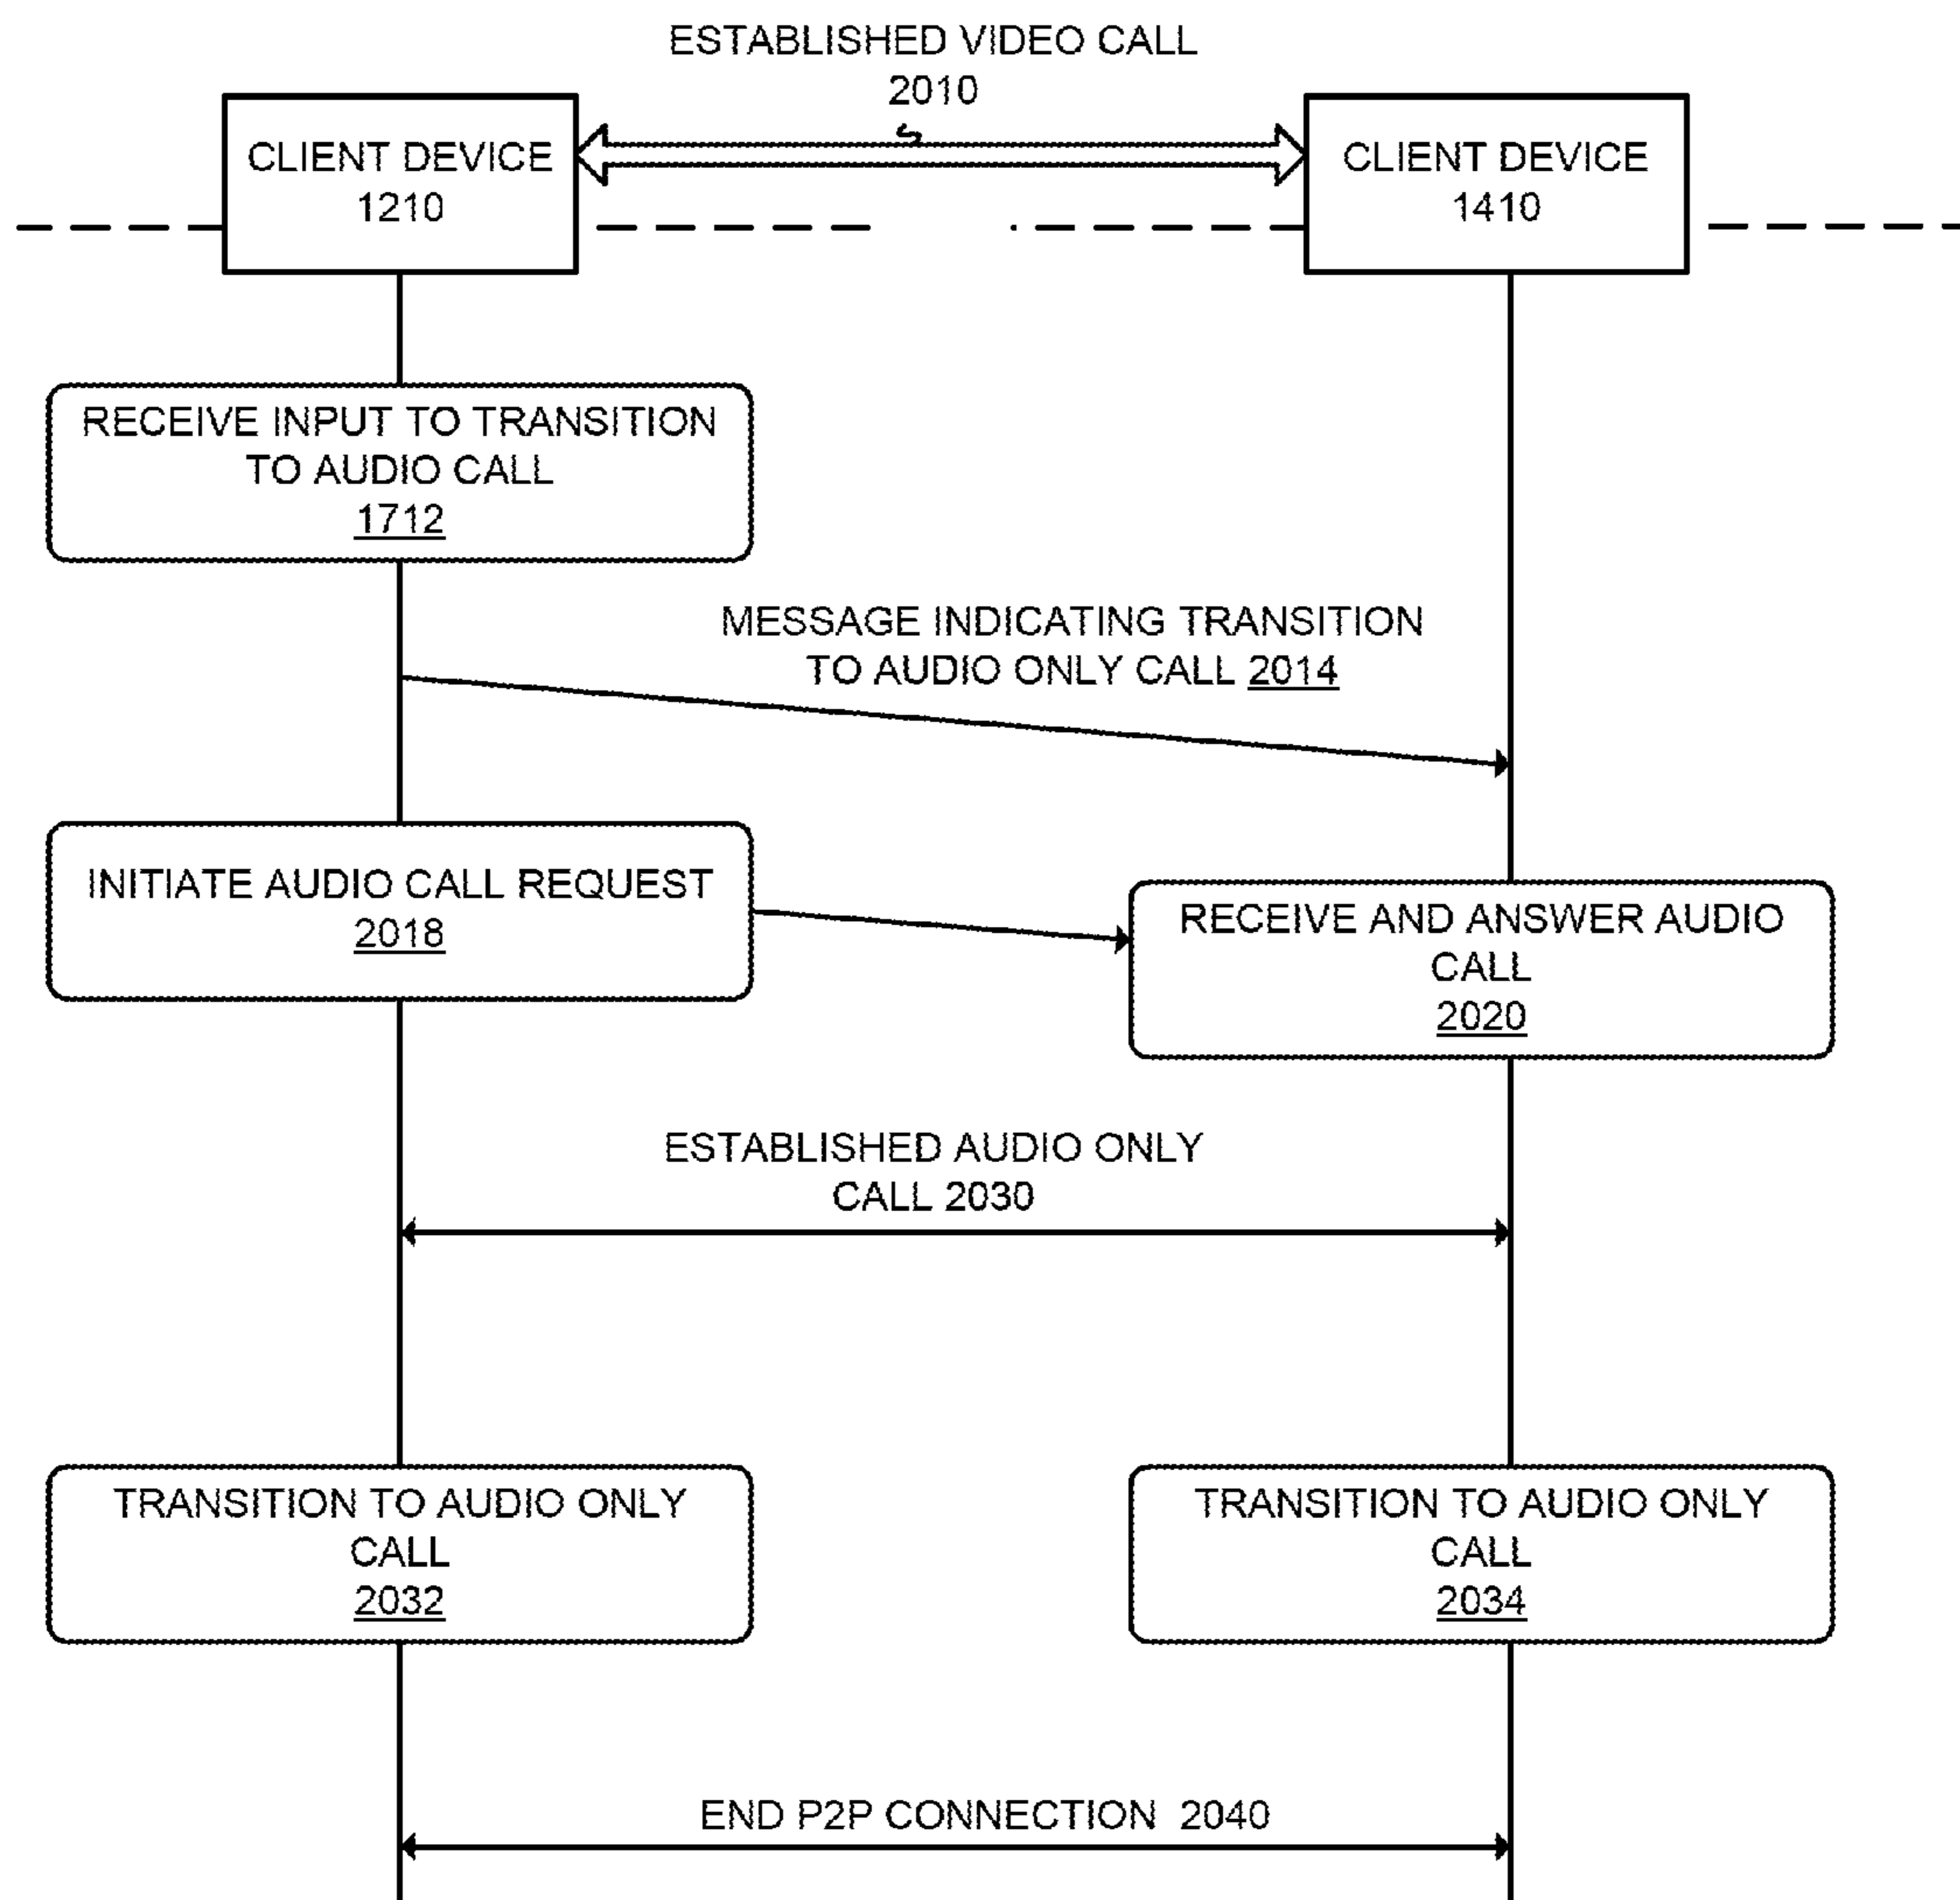 ESTABLISHED VIDEO CALL
2010
CLIENT DEVICE
1210
CLIENT DEVICE
1410
RECEIVE INPUT TO TRANSITION
TO AUDIO CALL
1712
MESSAGE INDICATING TRANSITION
TO AUDIO ONLY CALL 2014
INITIATE AUDIO CALL REQUEST
2018
RECEIVE AND ANSWER AUDIO
CALL
2020
ESTABLISHED AUDIO ONLY
CALL 2030
TRANSITION TO AUDIO ONLY
CALL
2032
TRANSITION TO AUDIO ONLY
CALL
2034
END P2P CONNECTION 2040